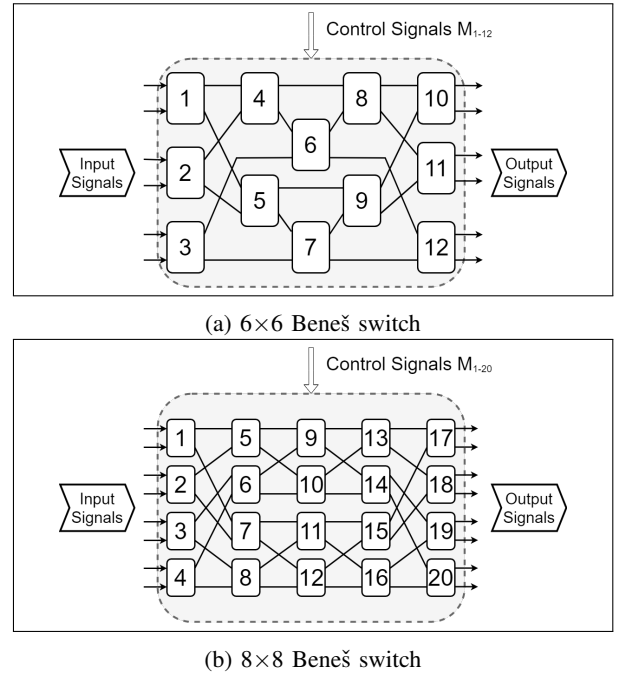 Control Signals M₁₋₁₂
1 4 8 10
6
2 11
Input
Signals
Output
Signals
5 9
3 7 12
(a) 6×6 Beneš switch
Control Signals M₁₋₂₀
1 5 9 13 17
2 6 10 14 18
Input
Signals
Output
Signals
3 7 11 15 19
4 8 12 16 20
(b) 8×8 Beneš switch